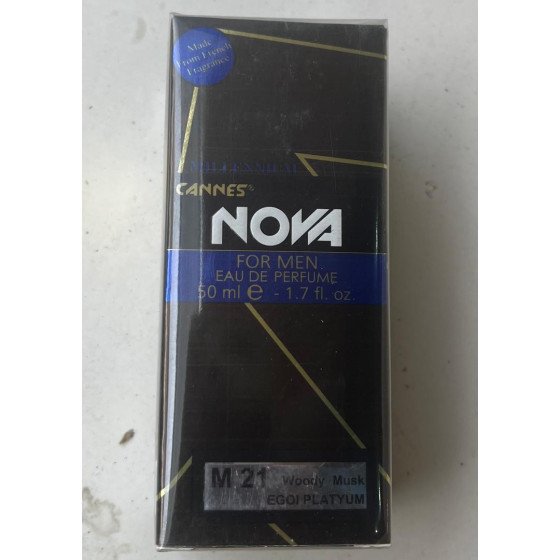 Made
From French
Fragrance
MILLENNIUM
CANNES®
NOVA
FOR MEN.
EAU DE PERFUME
50 ml e - 1.7 fl. oz.
M 21 Woody Musk
EGOI PLATYUM